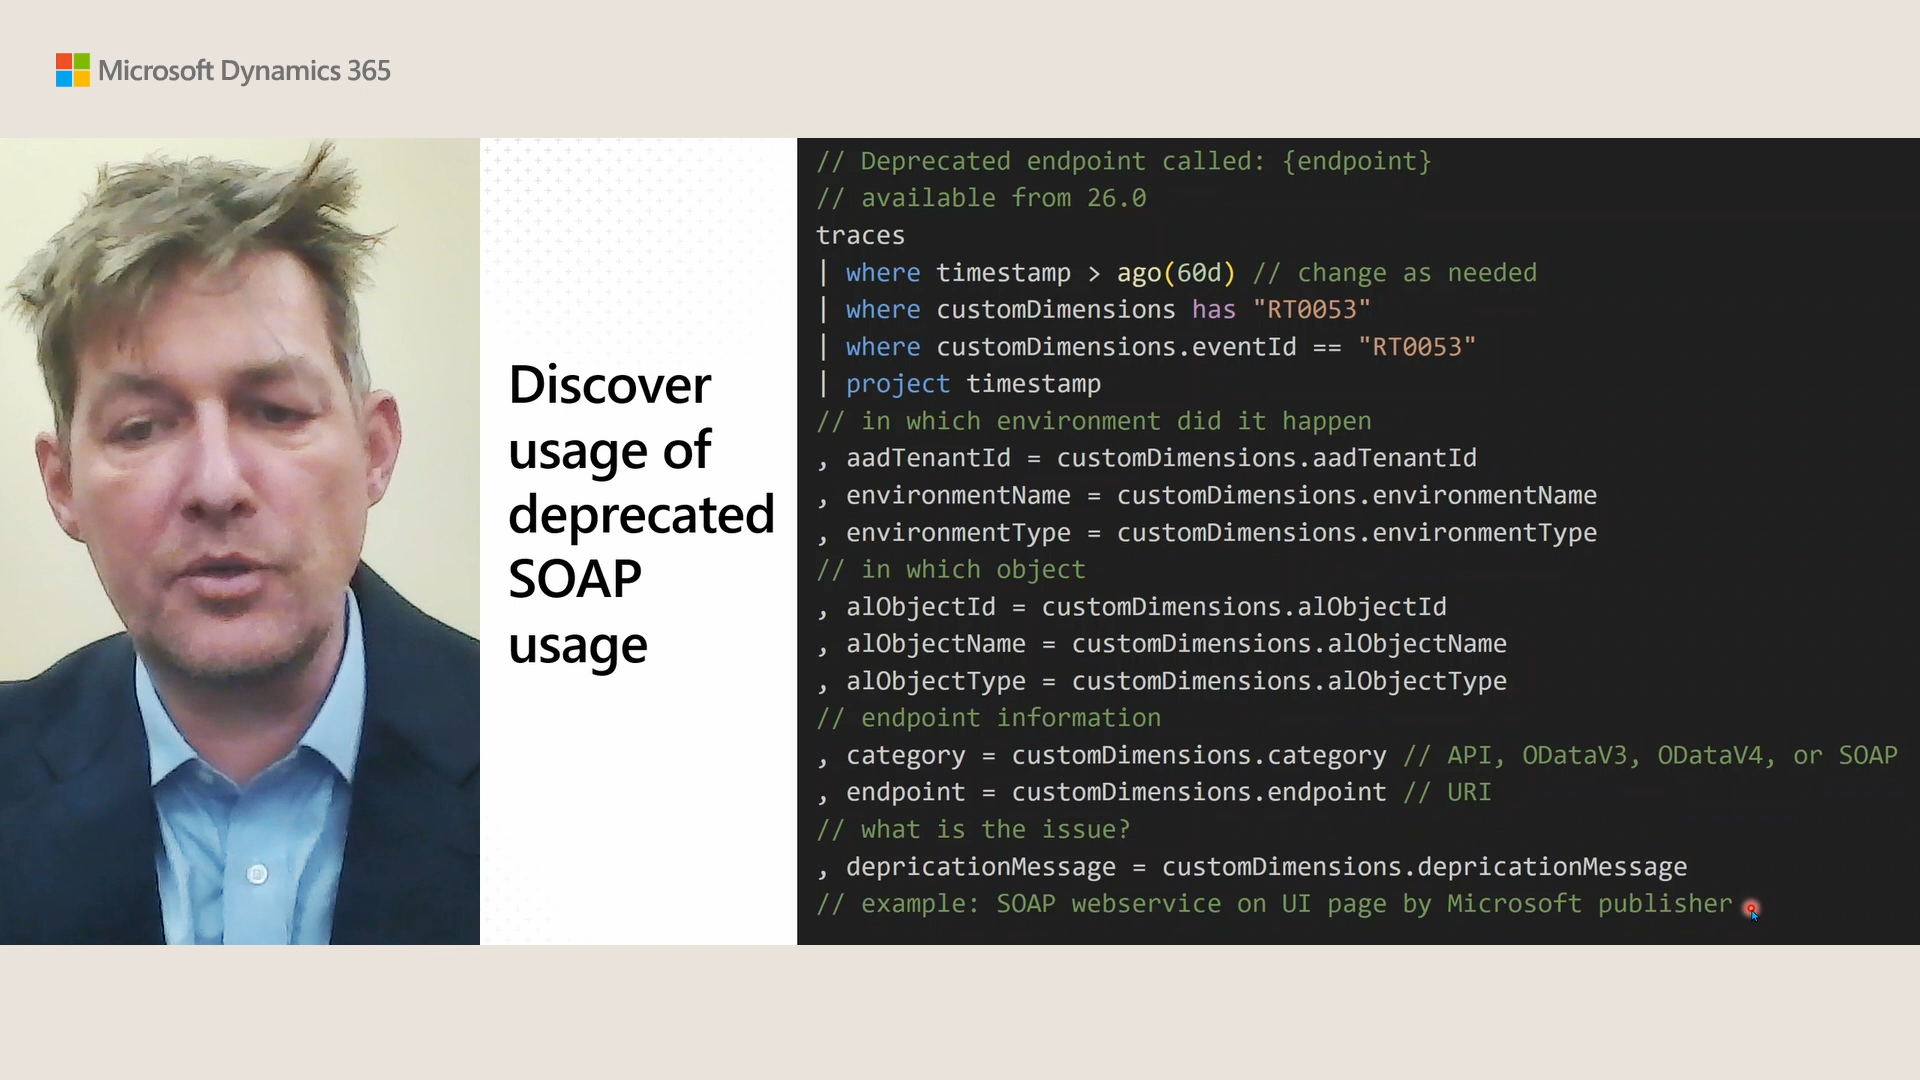 Microsoft Dynamics 365
Discover
usage of
deprecated
SOAP
usage
// Deprecated endpoint called: {endpoint}
// available from 26.0
traces
| where timestamp > ago(60d) // change as needed
| where customDimensions has "RT0053"
| where customDimensions.eventId == "RT0053"
| project timestamp
// in which environment did it happen
, aadTenantId = customDimensions.aadTenantId
, environmentName = customDimensions.environmentName
, environmentType = customDimensions.environmentType
// in which object
, alObjectId = customDimensions.alObjectId
, alObjectName = customDimensions.alObjectName
, alObjectType = customDimensions.alObjectType
// endpoint information
, category = customDimensions.category // API, ODataV3, ODataV4, or SOAP
, endpoint = customDimensions.endpoint // URI
// what is the issue?
, depricationMessage = customDimensions.depricationMessage
// example: SOAP webservice on UI page by Microsoft publisher